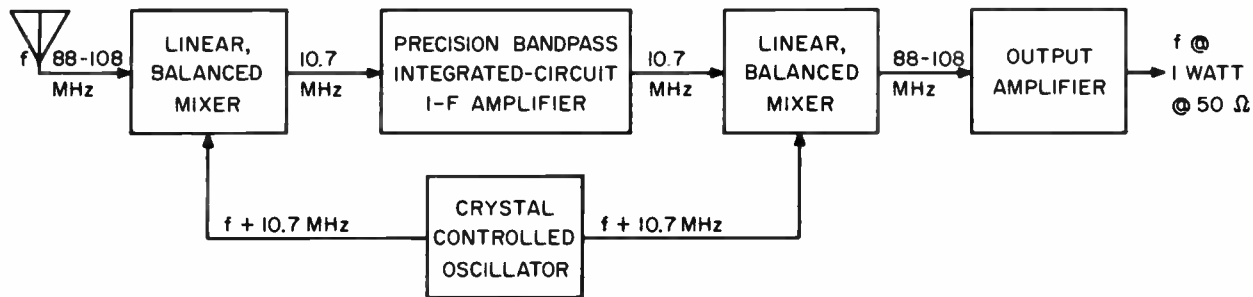 f
88-108
MHz
LINEAR,
BALANCED
MIXER
10.7
MHz
PRECISION BANDPASS
INTEGRATED-CIRCUIT
I-F AMPLIFIER
10.7
MHz
LINEAR,
BALANCED
MIXER
88-108
MHz
OUTPUT
AMPLIFIER
f @
1 WATT
@ 50 Ω
f + 10.7 MHz
CRYSTAL
CONTROLLED
OSCILLATOR
f + 10.7 MHz